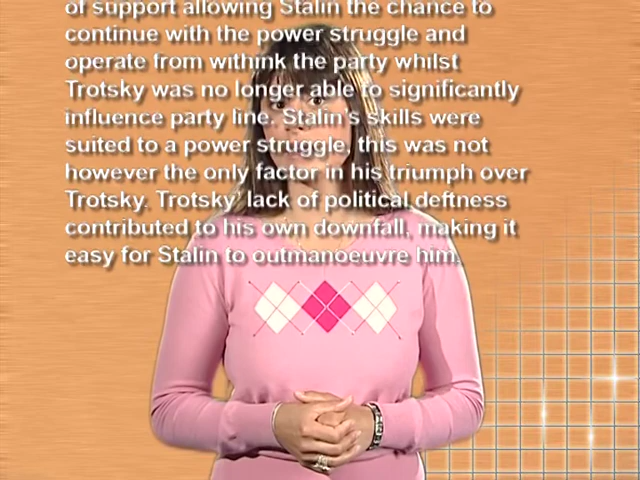 of support allowing Stalin the chance to
continue with the power struggle and
operate from withink the party whilst
Trotsky was no longer able to significantly
influence party line. Stalin's skills were
suited to a power struggle, this was not
however the only factor in his triumph over
Trotsky. Trotsky' lack of political deftness
contributed to his own downfall, making it
easy for Stalin to outmanoeuvre him.